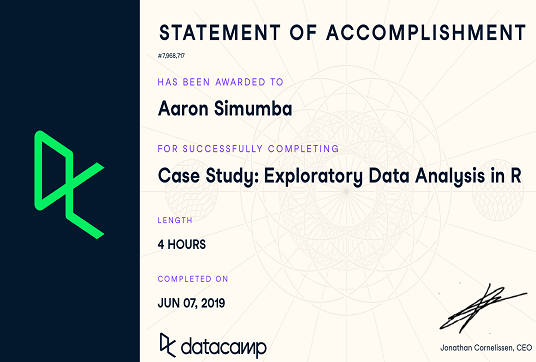 STATEMENT OF ACCOMPLISHMENT
#7,968,717
HAS BEEN AWARDED TO
Aaron Simumba
FOR SUCCESSFULLY COMPLETING
Case Study: Exploratory Data Analysis in R
LENGTH
4 HOURS
COMPLETED ON
JUN 07, 2019
datacamp
Jonathan Cornelissen, CEO